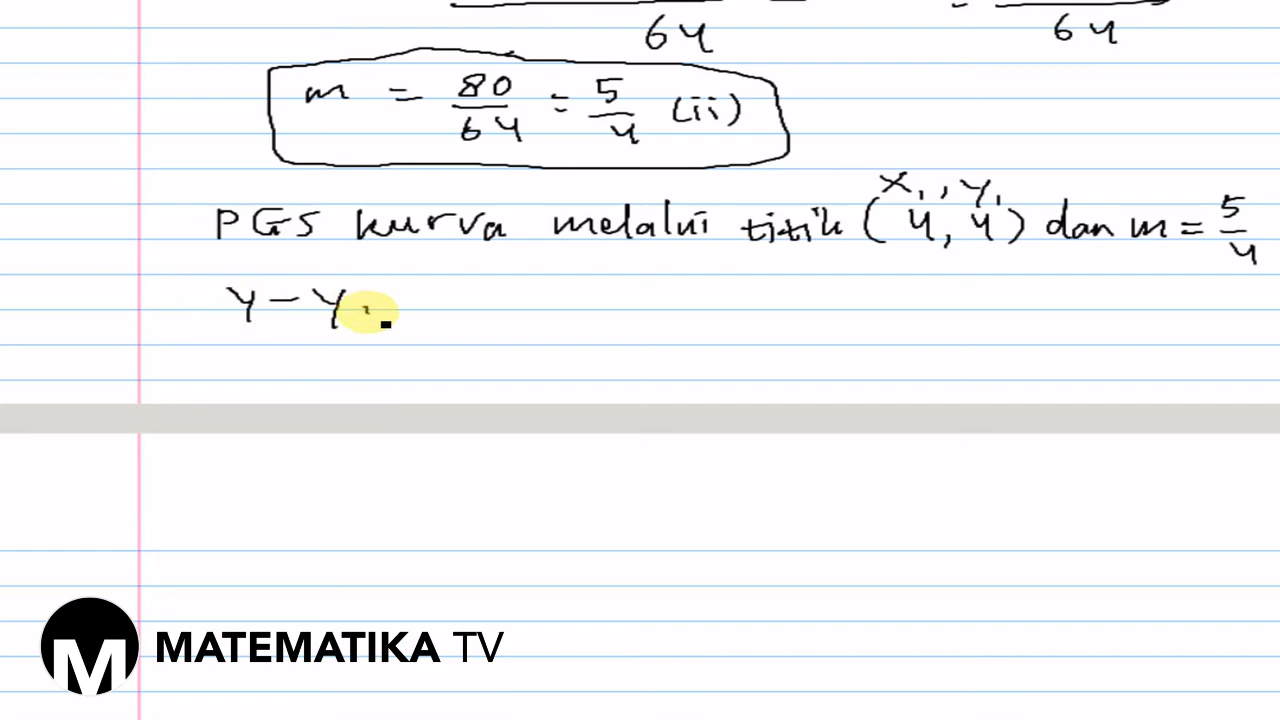 64 = 64
m = 80/64 = 5/4 (ii)
x₁, y₁
PGS kurva melalui titik (4, 4) dan m = 5/4
y - y₁
M MATEMATIKA TV